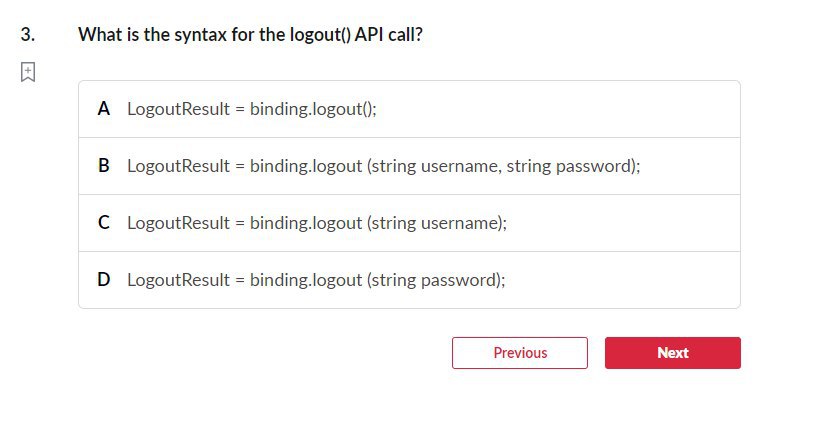 3. What is the syntax for the logout() API call?
A LogoutResult = binding.logout();
B LogoutResult = binding.logout (string username, string password);
C LogoutResult = binding.logout (string username);
D LogoutResult = binding.logout (string password);
Previous Next